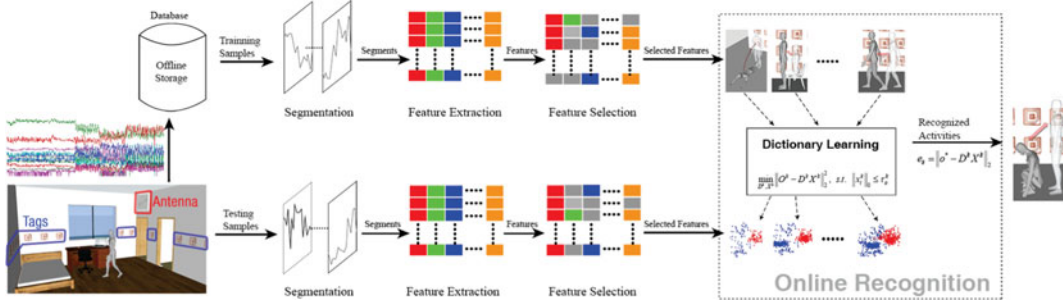 Database
Offline
Storage
Trainning
Samples
Segmentation
Segments
Feature Extraction
Features
Feature Selection
Selected Features
Dictionary Learning
Recognized
Activities
Online Recognition
Tags
Antenna
Testing
Samples
Segmentation
Segments
Feature Extraction
Features
Feature Selection
Selected Features